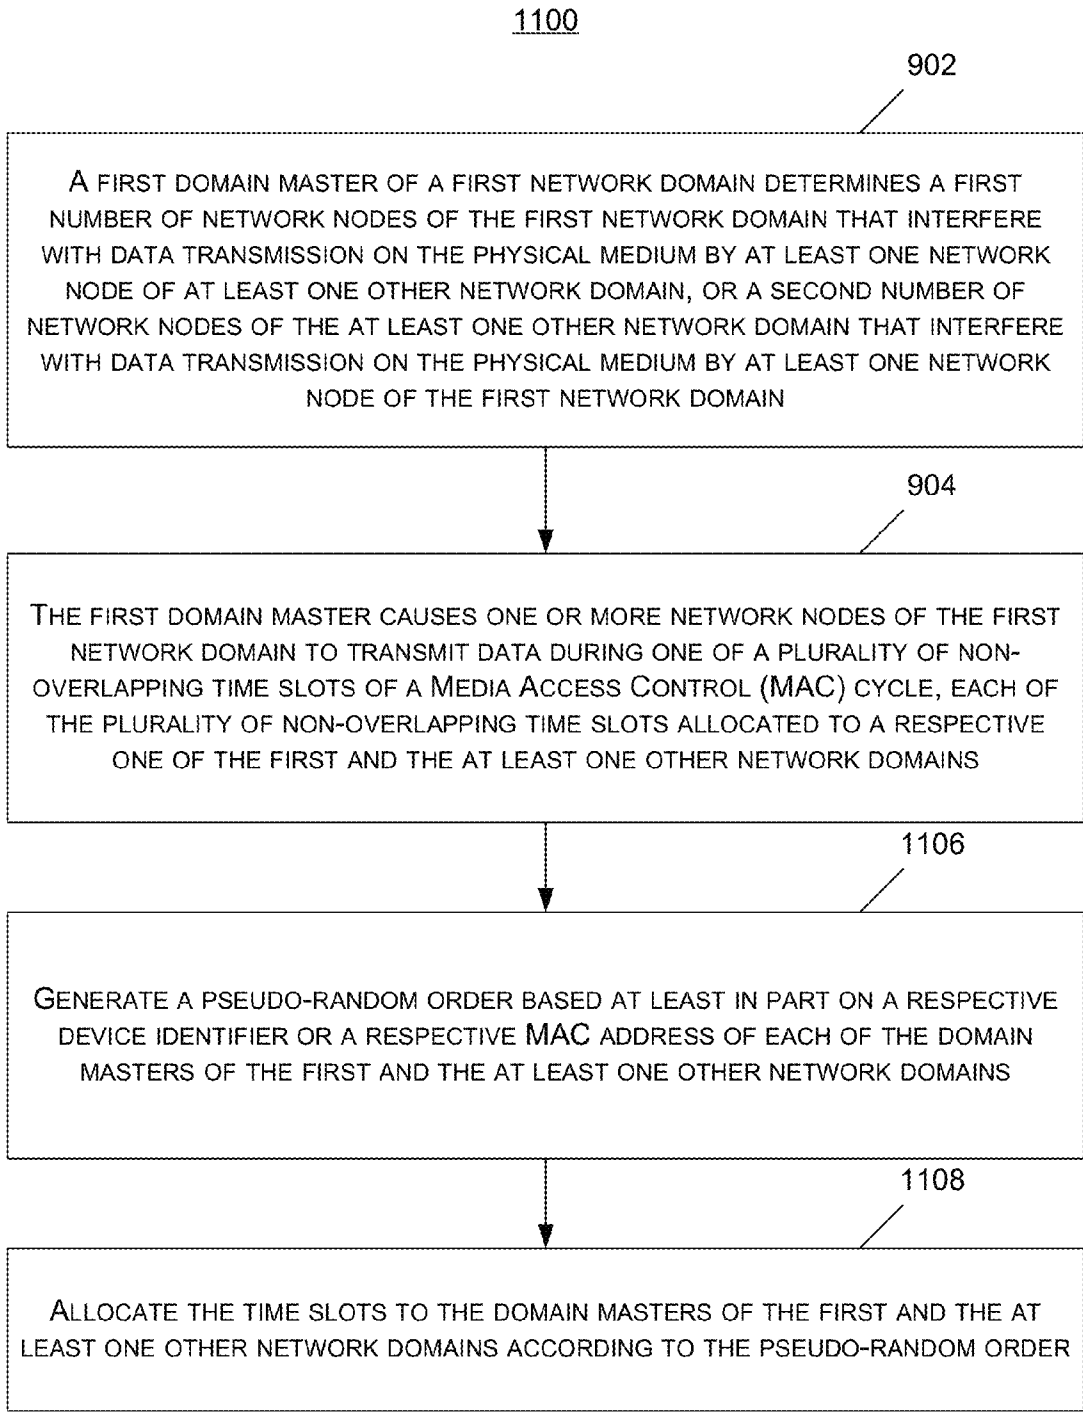 1100
902
A FIRST DOMAIN MASTER OF A FIRST NETWORK DOMAIN DETERMINES A FIRST
NUMBER OF NETWORK NODES OF THE FIRST NETWORK DOMAIN THAT INTERFERE
WITH DATA TRANSMISSION ON THE PHYSICAL MEDIUM BY AT LEAST ONE NETWORK
NODE OF AT LEAST ONE OTHER NETWORK DOMAIN, OR A SECOND NUMBER OF
NETWORK NODES OF THE AT LEAST ONE OTHER NETWORK DOMAIN THAT INTERFERE
WITH DATA TRANSMISSION ON THE PHYSICAL MEDIUM BY AT LEAST ONE NETWORK
NODE OF THE FIRST NETWORK DOMAIN
904
THE FIRST DOMAIN MASTER CAUSES ONE OR MORE NETWORK NODES OF THE FIRST
NETWORK DOMAIN TO TRANSMIT DATA DURING ONE OF A PLURALITY OF NON-
OVERLAPPING TIME SLOTS OF A MEDIA ACCESS CONTROL (MAC) CYCLE, EACH OF
THE PLURALITY OF NON-OVERLAPPING TIME SLOTS ALLOCATED TO A RESPECTIVE
ONE OF THE FIRST AND THE AT LEAST ONE OTHER NETWORK DOMAINS
1106
GENERATE A PSEUDO-RANDOM ORDER BASED AT LEAST IN PART ON A RESPECTIVE
DEVICE IDENTIFIER OR A RESPECTIVE MAC ADDRESS OF EACH OF THE DOMAIN
MASTERS OF THE FIRST AND THE AT LEAST ONE OTHER NETWORK DOMAINS
1108
ALLOCATE THE TIME SLOTS TO THE DOMAIN MASTERS OF THE FIRST AND THE AT
LEAST ONE OTHER NETWORK DOMAINS ACCORDING TO THE PSEUDO-RANDOM ORDER